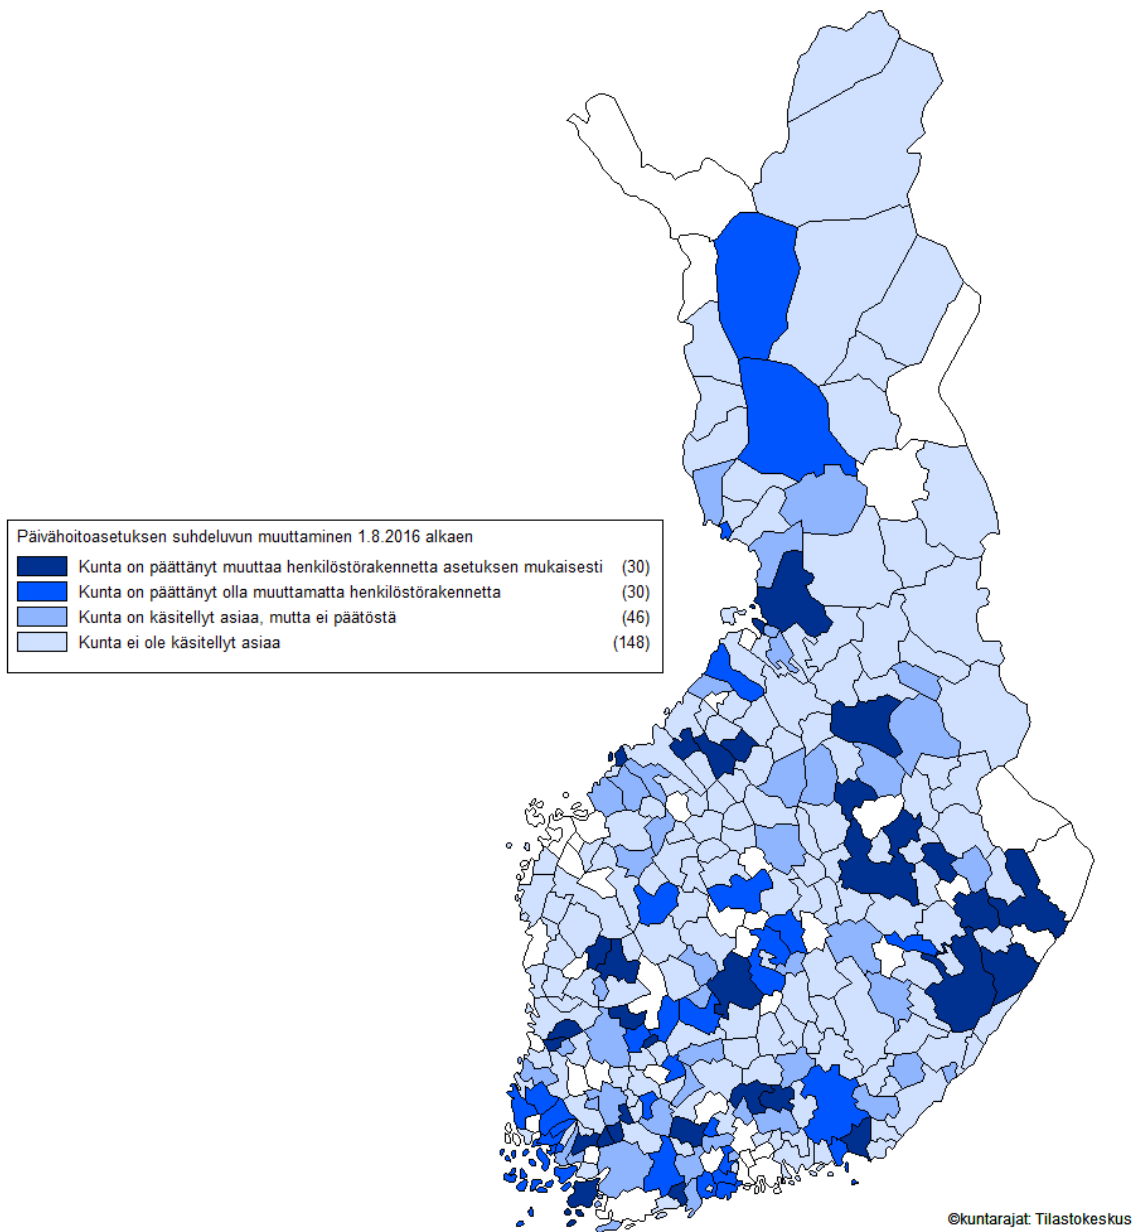 Päivähoitoasetuksen suhdeluvun muuttaminen 1.8.2016 alkaen
Kunta on päättänyt muuttaa henkilöstörakennetta asetuksen mukaisesti (30)
Kunta on päättänyt olla muuttamatta henkilöstörakennetta (30)
Kunta on käsitellyt asiaa, mutta ei päätöstä (46)
Kunta ei ole käsitellyt asiaa (148)
©kuntarajat: Tilastokeskus